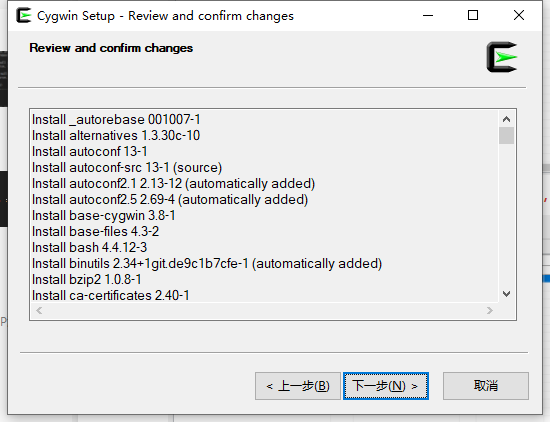 Cygwin Setup - Review and confirm changes
Review and confirm changes
Install _autorebase 001007-1
Install alternatives 1.3.30c-10
Install autoconf 13-1
Install autoconf-src 13-1 (source)
Install autoconf2.1 2.13-12 (automatically added)
Install autoconf2.5 2.69-4 (automatically added)
Install base-cygwin 3.8-1
Install base-files 4.3-2
Install bash 4.4.12-3
Install binutils 2.34+1git.de9c1b7cfe-1 (automatically added)
Install bzip2 1.0.8-1
Install ca-certificates 2.40-1
< 上一步(B) 下一步(N) > 取消